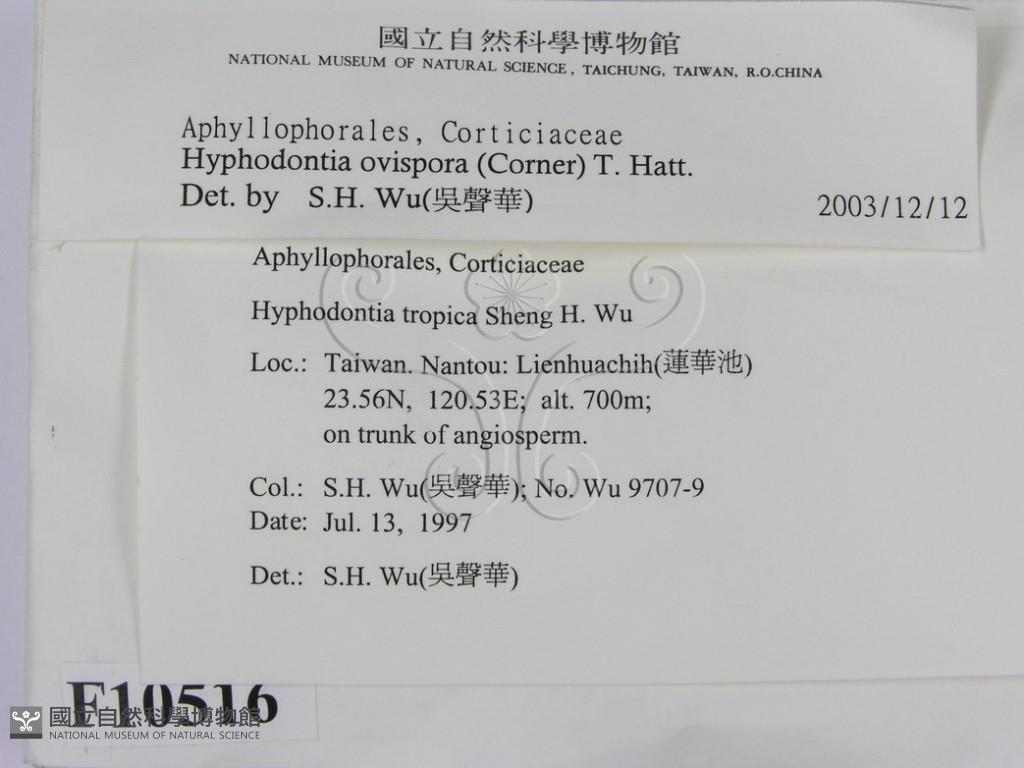 國立自然科學博物館
NATIONAL MUSEUM OF NATURAL SCIENCE, TAICHUNG, TAIWAN, R.O.CHINA
Aphyllophorales, Corticiaceae
Hyphodontia ovispora (Corner) T. Hatt.
Det. by S.H. Wu(吳聲華) 2003/12/12
Aphyllophorales, Corticiaceae
Hyphodontia tropica Sheng H. Wu
Loc.: Taiwan. Nantou: Lienhuachih(蓮華池)
23.56N, 120.53E; alt. 700m;
on trunk of angiosperm.
Col.: S.H. Wu(吳聲華); No. Wu 9707-9
Date: Jul. 13, 1997
Det.: S.H. Wu(吳聲華)
F10516
國立自然科學博物館
NATIONAL MUSEUM OF NATURAL SCIENCE